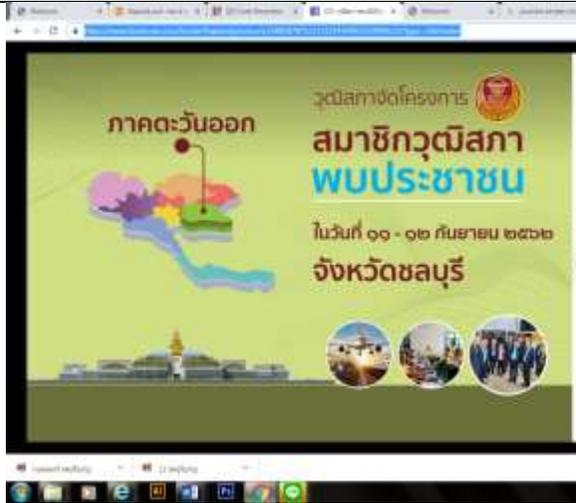 วุฒิสภาจัดโครงการ
ภาคตะวันออก
สมาชิกวุฒิสภา
พบประชาชน
ในวันที่ ๑๑ - ๑๒ กันยายน ๒๕๖๒
จังหวัดชลบุรี